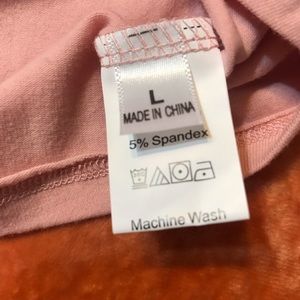 L
MADE IN CHINA
5% Spandex
Machine Wash